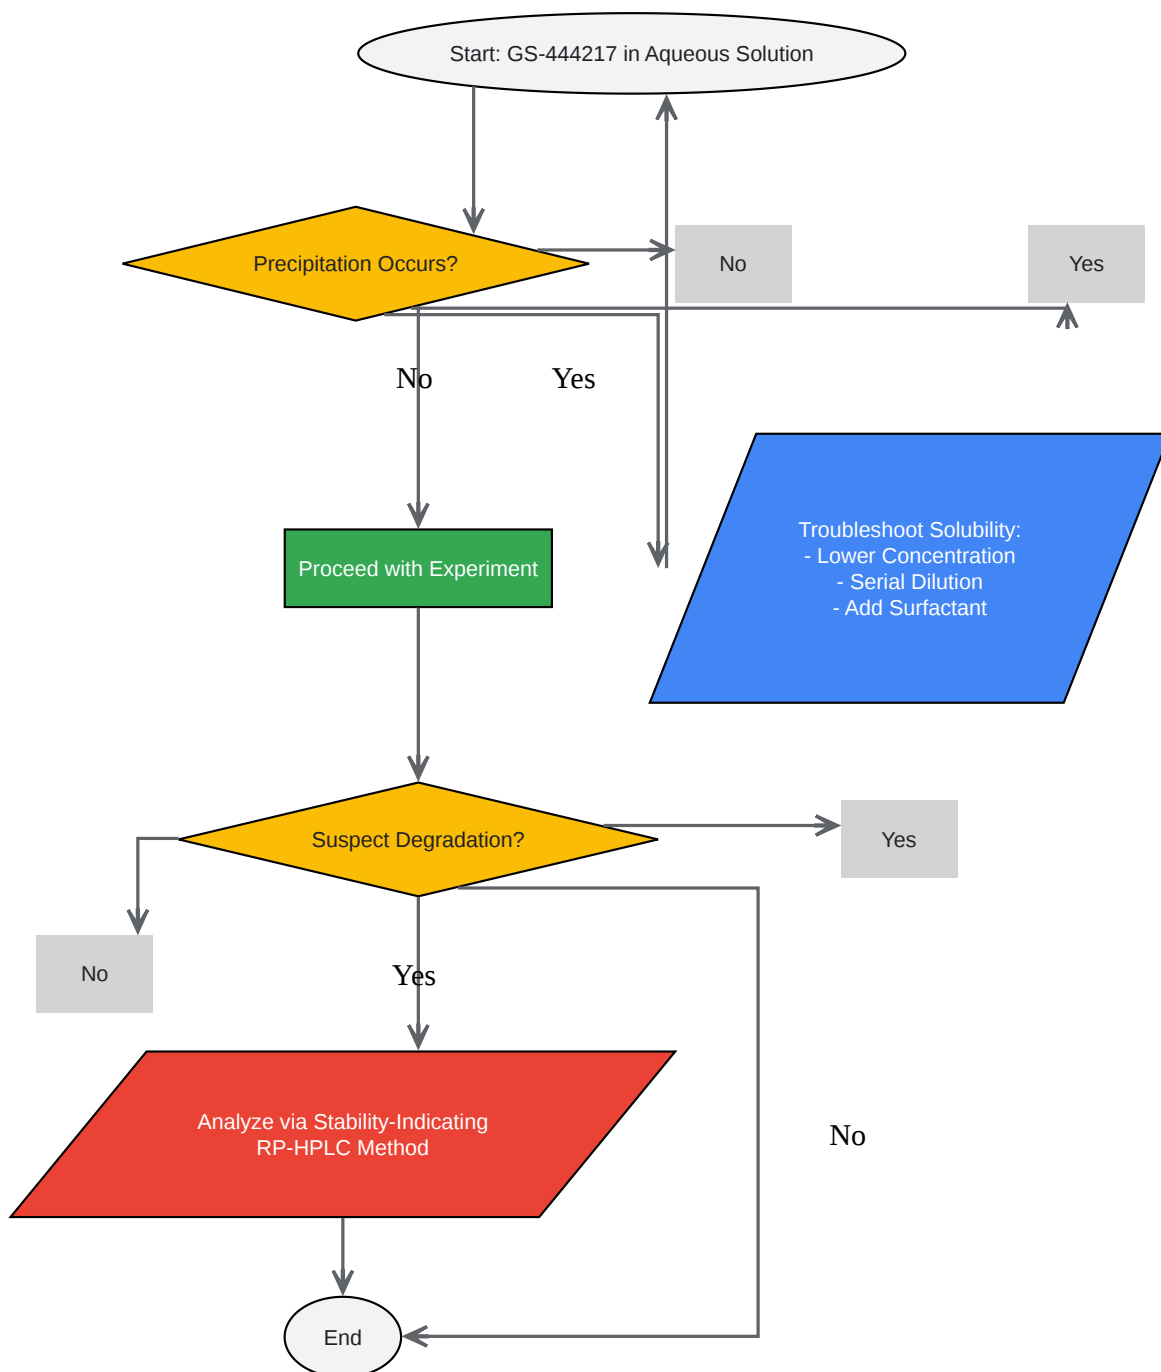 Start: GS-444217 in Aqueous Solution
Precipitation Occurs?
No
Yes
No
Yes
Troubleshoot Solubility:
- Lower Concentration
- Serial Dilution
- Add Surfactant
Proceed with Experiment
Suspect Degradation?
Yes
No
Yes
Analyze via Stability-Indicating
RP-HPLC Method
No
End